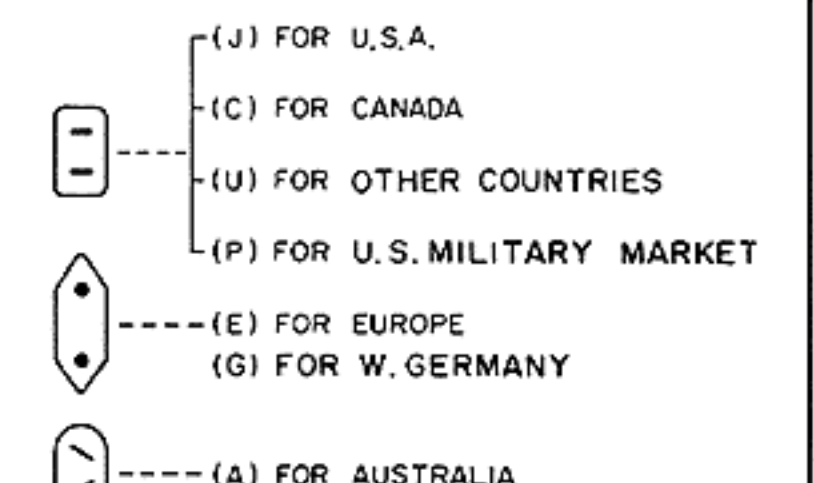 (J) FOR U.S.A.
(C) FOR CANADA
(U) FOR OTHER COUNTRIES
(P) FOR U.S. MILITARY MARKET
(E) FOR EUROPE
(G) FOR W. GERMANY
(A) FOR AUSTRALIA